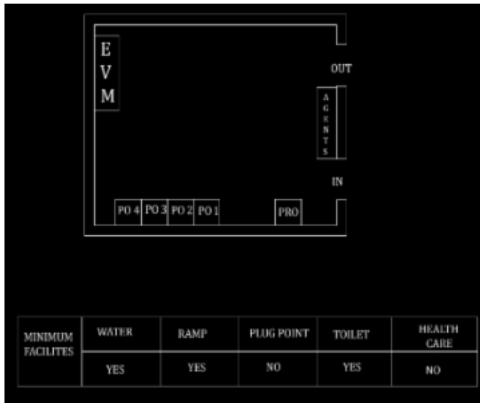 E
V
M
OUT
A
G
E
N
T
S
IN
PO 4 PO 3 PO 2 PO 1 PRO
MINIMUM
FACILITES
WATER RAMP PLUG POINT TOILET HEALTH
CARE
YES YES NO YES NO